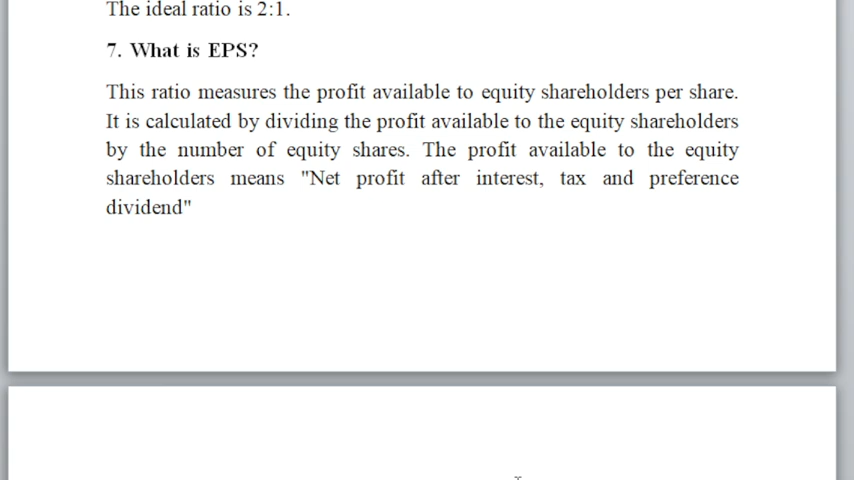 The ideal ratio is 2:1.
7. What is EPS?
This ratio measures the profit available to equity shareholders per share.
It is calculated by dividing the profit available to the equity shareholders
by the number of equity shares. The profit available to the equity
shareholders means "Net profit after interest, tax and preference
dividend"